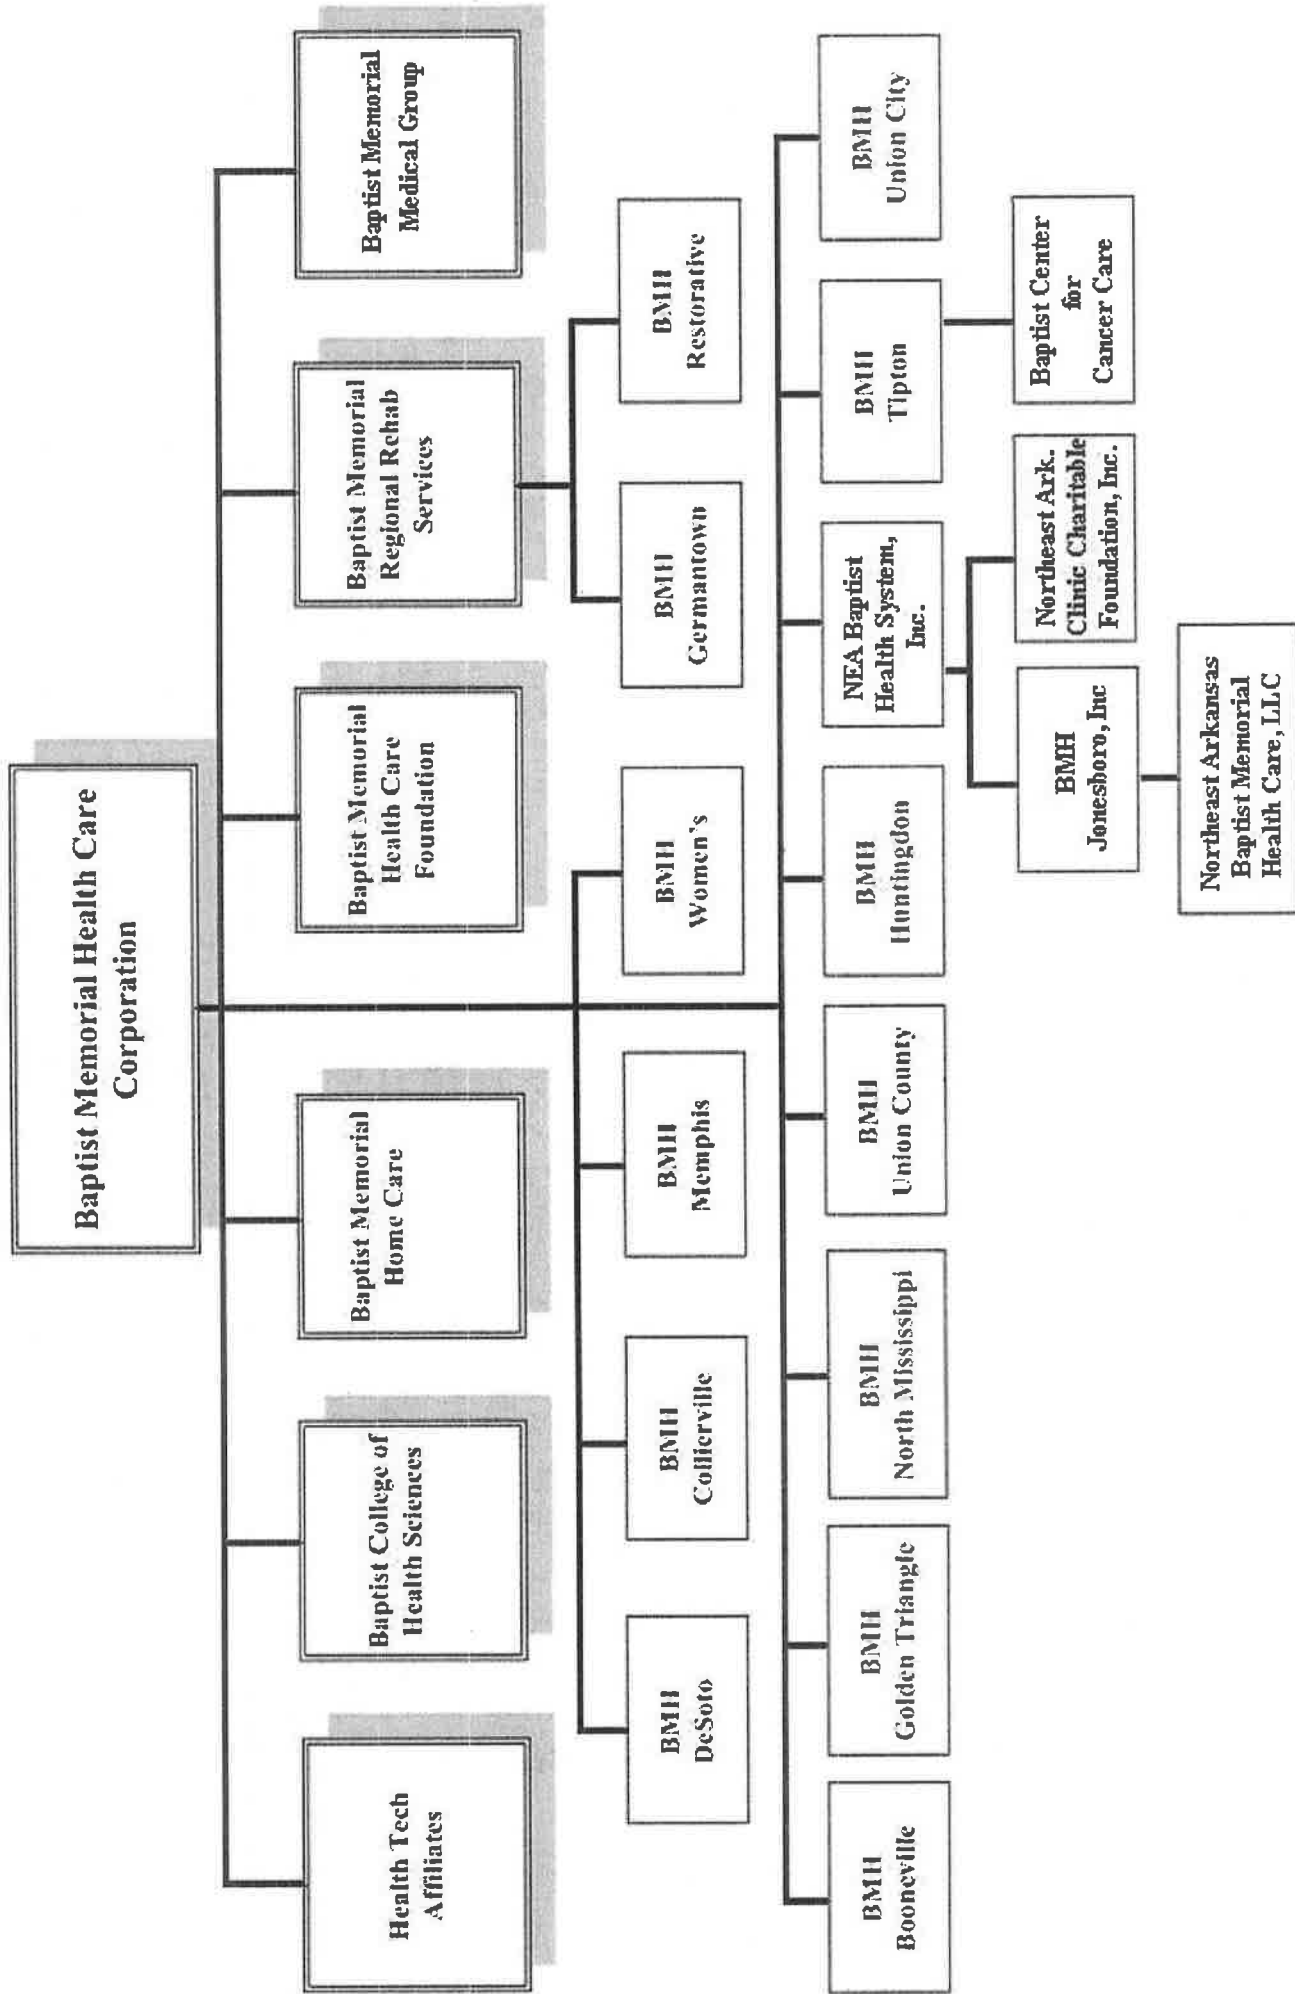 Baptist Memorial Health Care
Corporation
Health Tech
Affiliates
Baptist College of
Health Sciences
Baptist Memorial
Home Care
Baptist Memorial
Health Care
Foundation
Baptist Memorial
Regional Rehab
Services
Baptist Memorial
Medical Group
BMH
DeSoto
BMH
Collierville
BMH
Memphis
BMH
Women's
BMH
Germantown
BMH
Restorative
BMH
Booneville
BMH
Golden Triangle
BMH
North Mississippi
BMH
Union County
BMH
Huntingdon
NEA Baptist
Health System,
Inc.
BMH
Tipton
BMH
Union City
BMH
Jonesboro, Inc
Northeast Ark.
Clinic Charitable
Foundation, Inc.
Baptist Center
for
Cancer Care
Northeast Arkansas
Baptist Memorial
Health Care, LLC